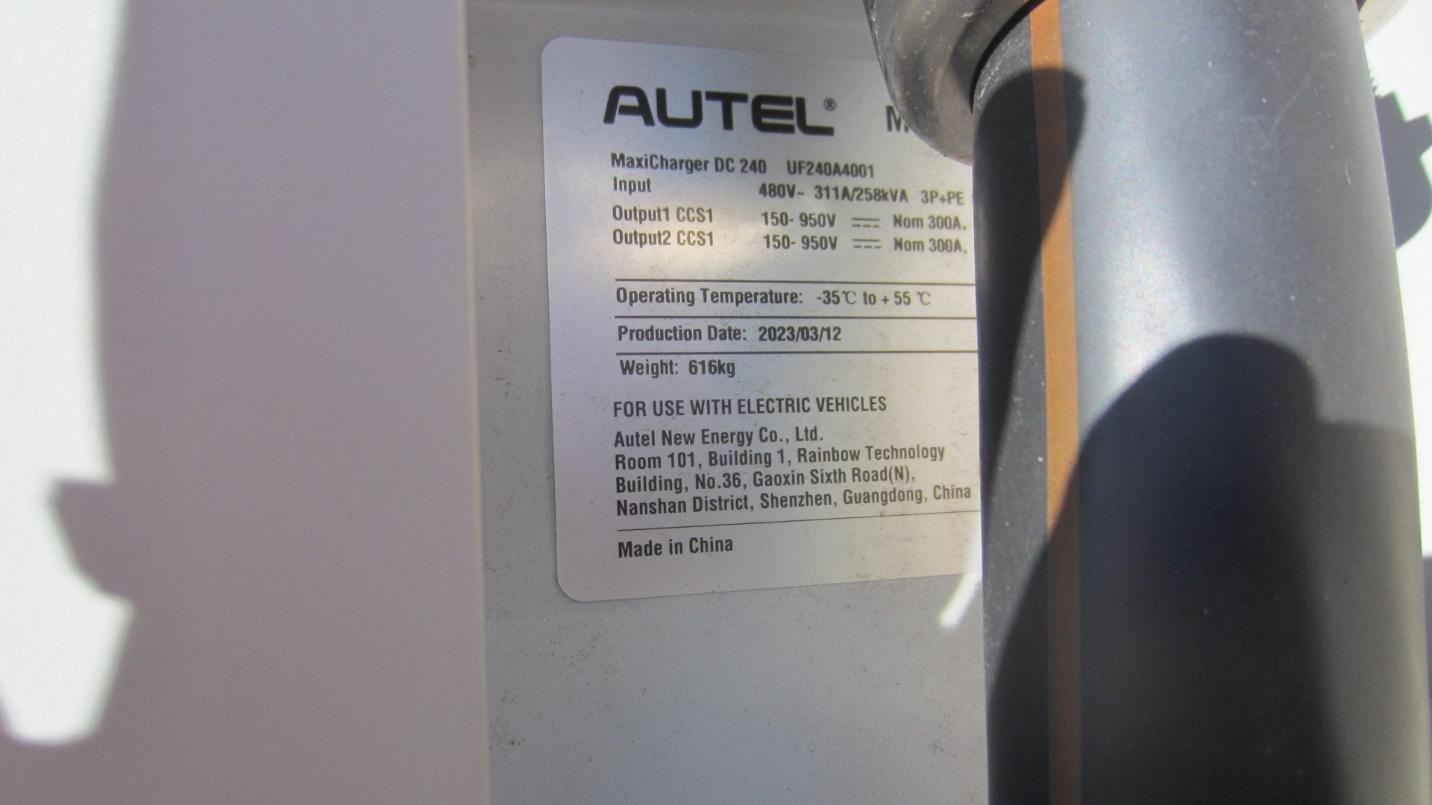 AUTEL®
MaxiCharger DC 240 UF240A4001
Input 480V~ 311A/258kVA 3P+PE
Output1 CCS1 150- 950V ⎓ Nom 300A,
Output2 CCS1 150- 950V ⎓ Nom 300A,
Operating Temperature: -35℃ to + 55 ℃
Production Date: 2023/03/12
Weight: 616kg
FOR USE WITH ELECTRIC VEHICLES
Autel New Energy Co., Ltd.
Room 101, Building 1, Rainbow Technology
Building, No.36, Gaoxin Sixth Road(N),
Nanshan District, Shenzhen, Guangdong, China
Made in China